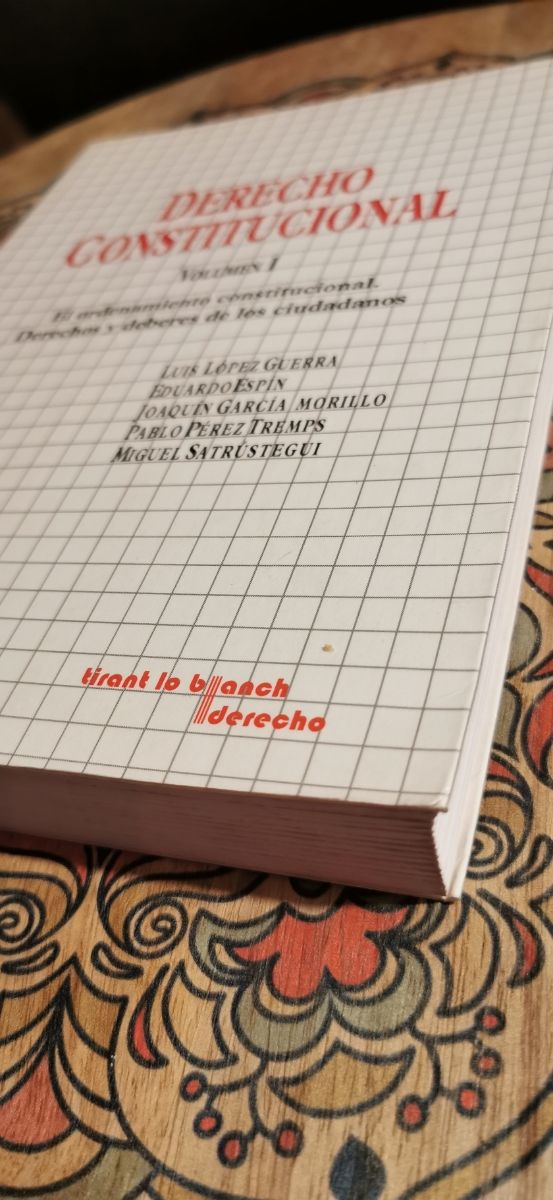 DERECHO
CONSTITUCIONAL
VOLUMEN I
El ordenamiento constitucional.
Derechos y deberes de los ciudadanos
LUIS LÓPEZ GUERRA
EDUARDO ESPÍN
JOAQUÍN GARCÍA MORILLO
PABLO PÉREZ TREMPS
MIGUEL SATRÚSTEGUI
tirant lo blanch
derecho